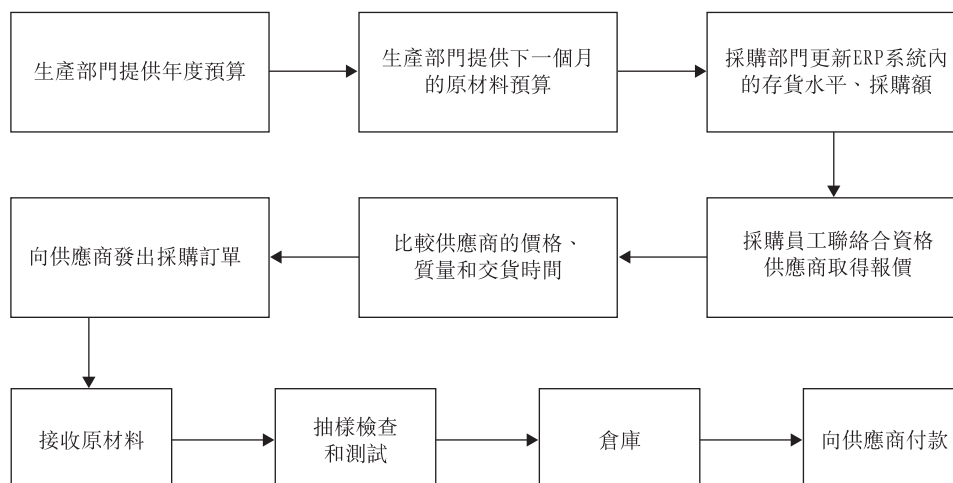 生產部門提供年度預算
生產部門提供下一個月
的原材料預算
採購部門更新ERP系統內
的存貨水平、採購額
採購員工聯絡合資格
供應商取得報價
比較供應商的價格、
質量和交貨時間
向供應商發出採購訂單
接收原材料
抽樣檢查
和測試
倉庫
向供應商付款